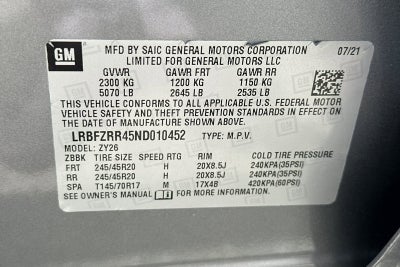 GM
MFD BY SAIC GENERAL MOTORS CORPORATION 07/21
LIMITED FOR GENERAL MOTORS LLC
GVWR GAWR FRT GAWR RR
2300 KG 1200 KG 1150 KG
5070 LB 2645 LB 2535 LB
THIS VEHICLE CONFORMS TO ALL APPLICABLE U.S. FEDERAL MOTOR
VEHICLE SAFETY AND THEFT PREVENTION STANDARDS IN EFFECT ON
THE DATE OF MANUFACTURE SHOWN ABOVE.
LRBFZRR45ND010452 TYPE: M.P.V.
MODEL: ZY26
ZBBK TIRE SIZE SPEED RTG RIM COLD TIRE PRESSURE
FRT 245/45R20 H 20X8.5J 240KPA(35PSI)
RR 245/45R20 H 20X8.5J 240KPA(35PSI)
SPA T145/70R17 M 17X4B 420KPA(60PSI)
SEE OWNER'S MANUAL FOR MORE INFORMATION.